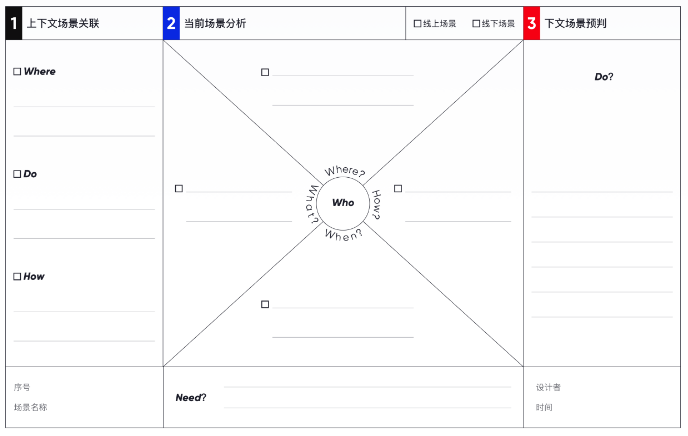 1 上下文场景关联
2 当前场景分析
线上场景
线下场景
3 下文场景预判
Where
Do
How
Where?
What?
Who
How?
When?
Do?
序号
场景名称
Need?
设计者
时间